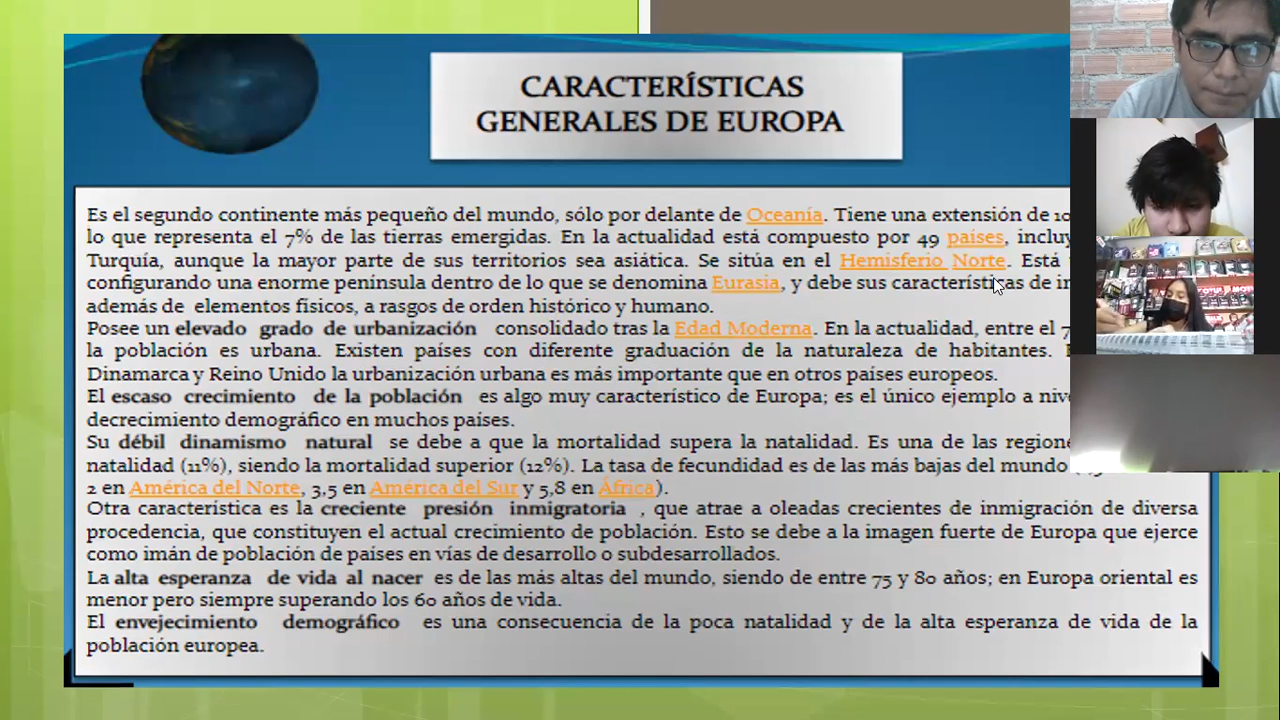 CARACTERÍSTICAS
GENERALES DE EUROPA
Es el segundo continente más pequeño del mundo, sólo por delante de Oceanía. Tiene una extensión de
lo que representa el 7% de las tierras emergidas. En la actualidad está compuesto por 49 países,
Turquía, aunque la mayor parte de sus territorios sea asiática. Se sitúa en el Hemisferio Norte. Está
configurando una enorme península dentro de lo que se denomina Eurasia, y debe sus características de
además de elementos físicos, a rasgos de orden histórico y humano.
Posee un elevado grado de urbanización consolidado tras la Edad Moderna. En la actualidad, entre el
la población es urbana. Existen países con diferente graduación de la naturaleza de habitantes.
Dinamarca y Reino Unido la urbanización urbana es más importante que en otros países europeos.
El escaso crecimiento de la población es algo muy característico de Europa; es el único ejemplo a
decrecimiento demográfico en muchos países.
Su débil dinamismo natural se debe a que la mortalidad supera la natalidad. Es una de las
natalidad (11%), siendo la mortalidad superior (12%). La tasa de fecundidad es de las más bajas del mundo
2 en América del Norte, 3,5 en América del Sur y 5,8 en África).
Otra característica es la creciente presión inmigratoria , que atrae a oleadas crecientes de inmigración de diversa
procedencia, que constituyen el actual crecimiento de población. Esto se debe a la imagen fuerte de Europa que ejerce
como imán de población de países en vías de desarrollo o subdesarrollados.
La alta esperanza de vida al nacer es de las más altas del mundo, siendo de entre 75 y 80 años; en Europa oriental es
menor pero siempre superando los 60 años de vida.
El envejecimiento demográfico es una consecuencia de la poca natalidad y de la alta esperanza de vida de la
población europea.